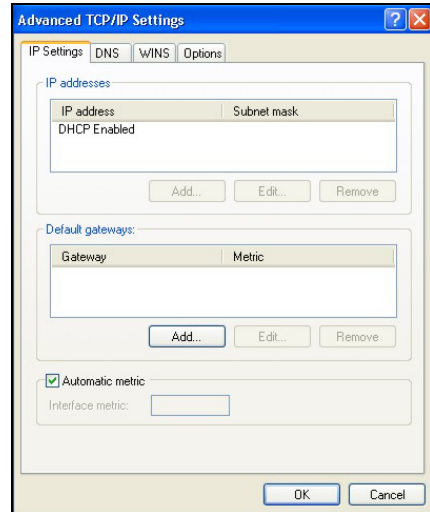 Advanced TCP/IP Settings
IP Settings DNS WINS Options
IP addresses
IP address Subnet mask
DHCP Enabled
Add... Edit... Remove
Default gateways:
Gateway Metric
Add... Edit... Remove
Automatic metric
Interface metric:
OK Cancel